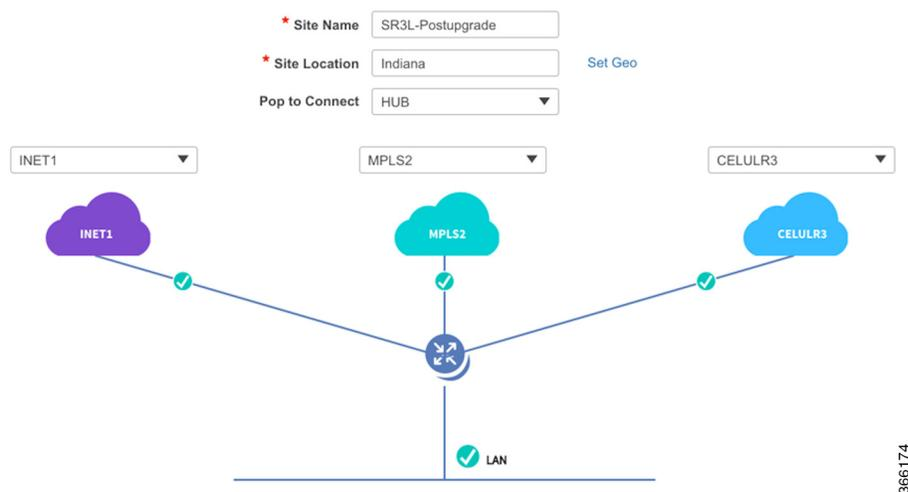 * Site Name SR3L-Postupgrade
* Site Location Indiana Set Geo
Pop to Connect HUB
INET1 MPLS2 CELULR3
INET1 MPLS2 CELULR3
LAN
366174